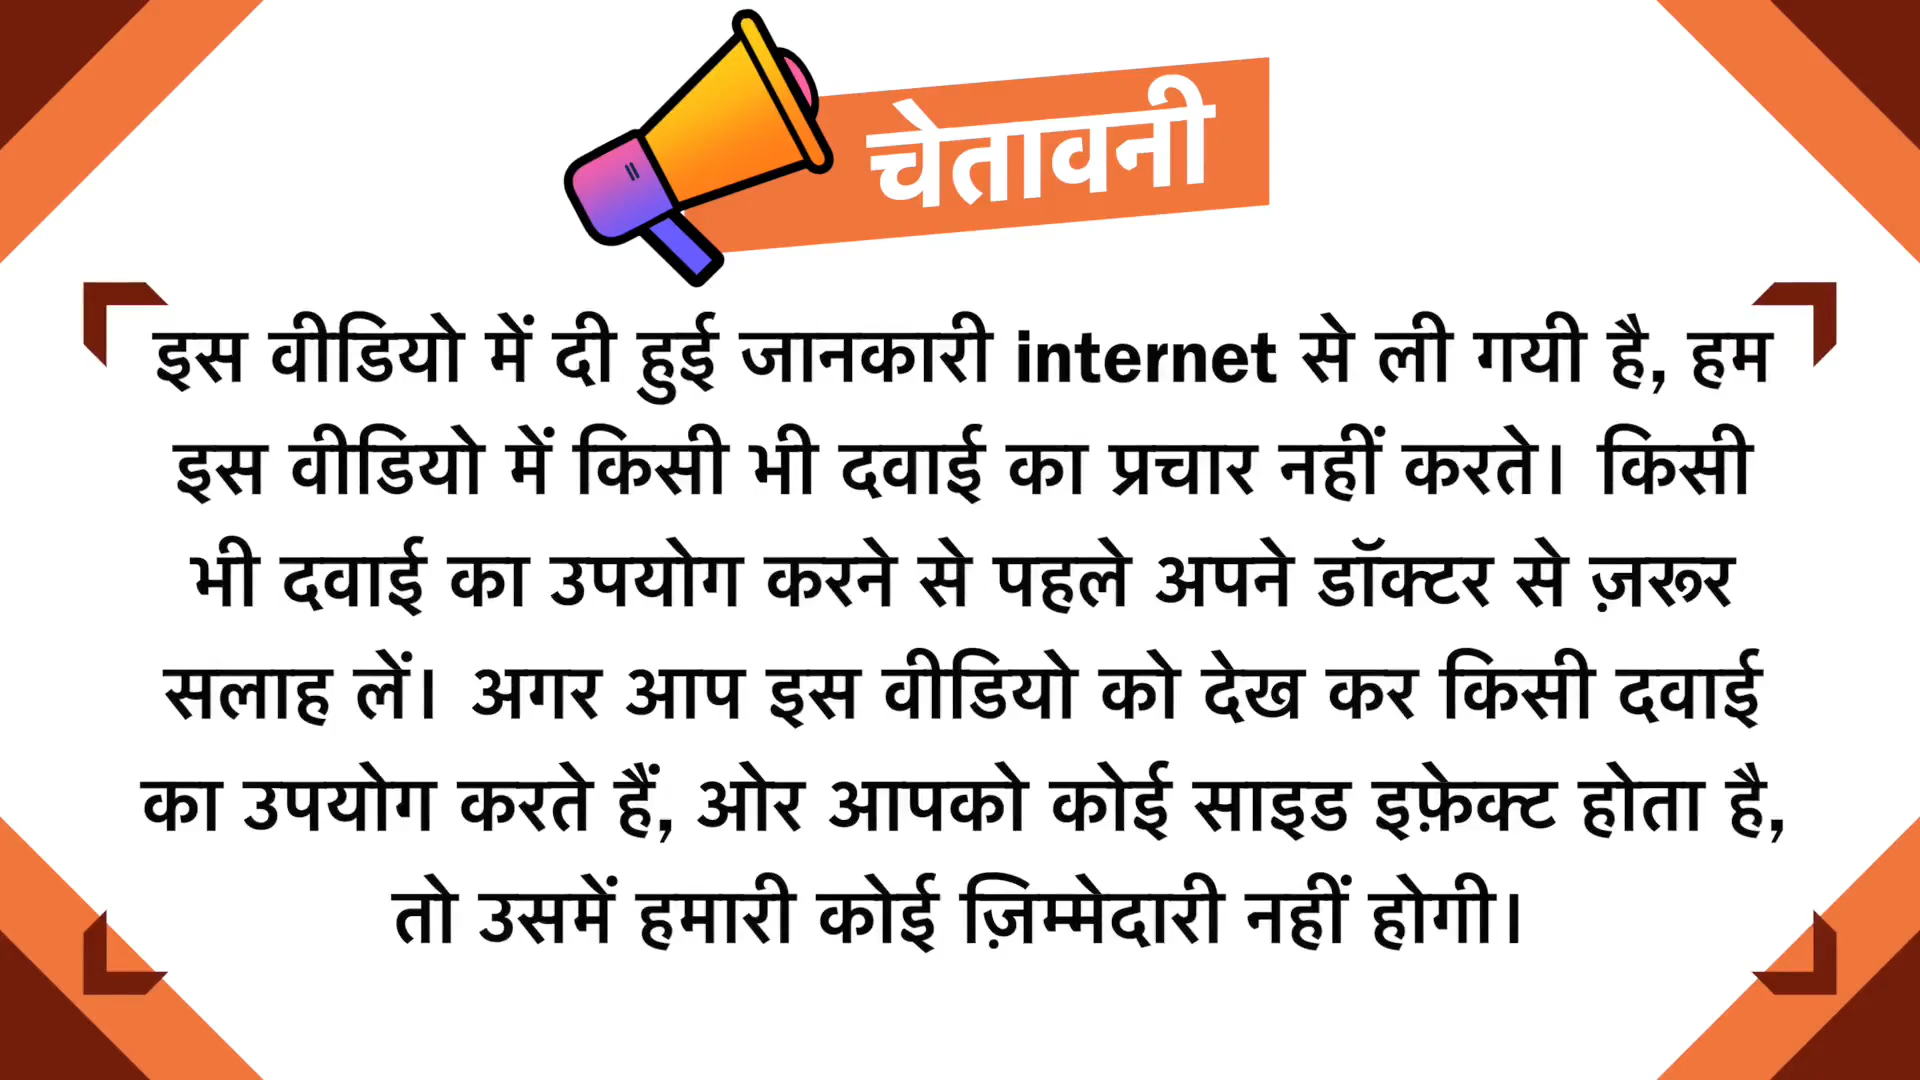 चेतावनी
इस वीडियो में दी हुई जानकारी internet से ली गयी है, हम
इस वीडियो में किसी भी दवाई का प्रचार नहीं करते। किसी
भी दवाई का उपयोग करने से पहले अपने डॉक्टर से ज़रूर
सलाह लें। अगर आप इस वीडियो को देख कर किसी दवाई
का उपयोग करते हैं, ओर आपको कोई साइड इफ़ेक्ट होता है,
तो उसमें हमारी कोई ज़िम्मेदारी नहीं होगी।